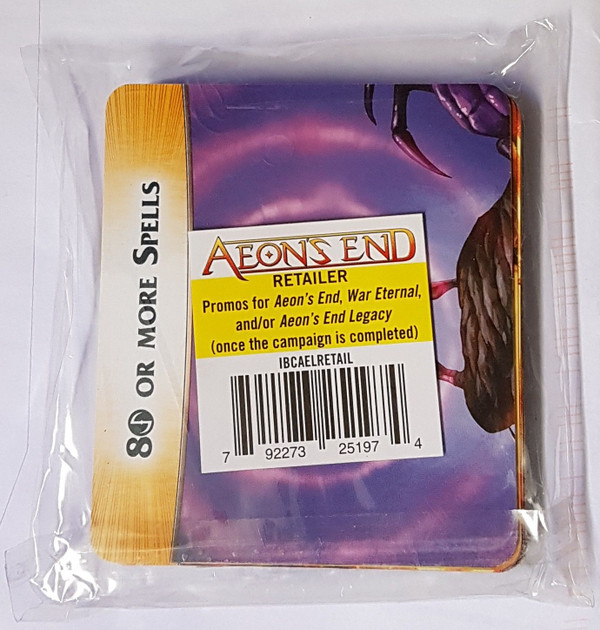 8 OR MORE SPELLS
AEON'S END
RETAILER
Promos for Aeon's End, War Eternal,
and/or Aeon's End Legacy
(once the campaign is completed)
IBCAELRETAIL
7 92273 25197 4